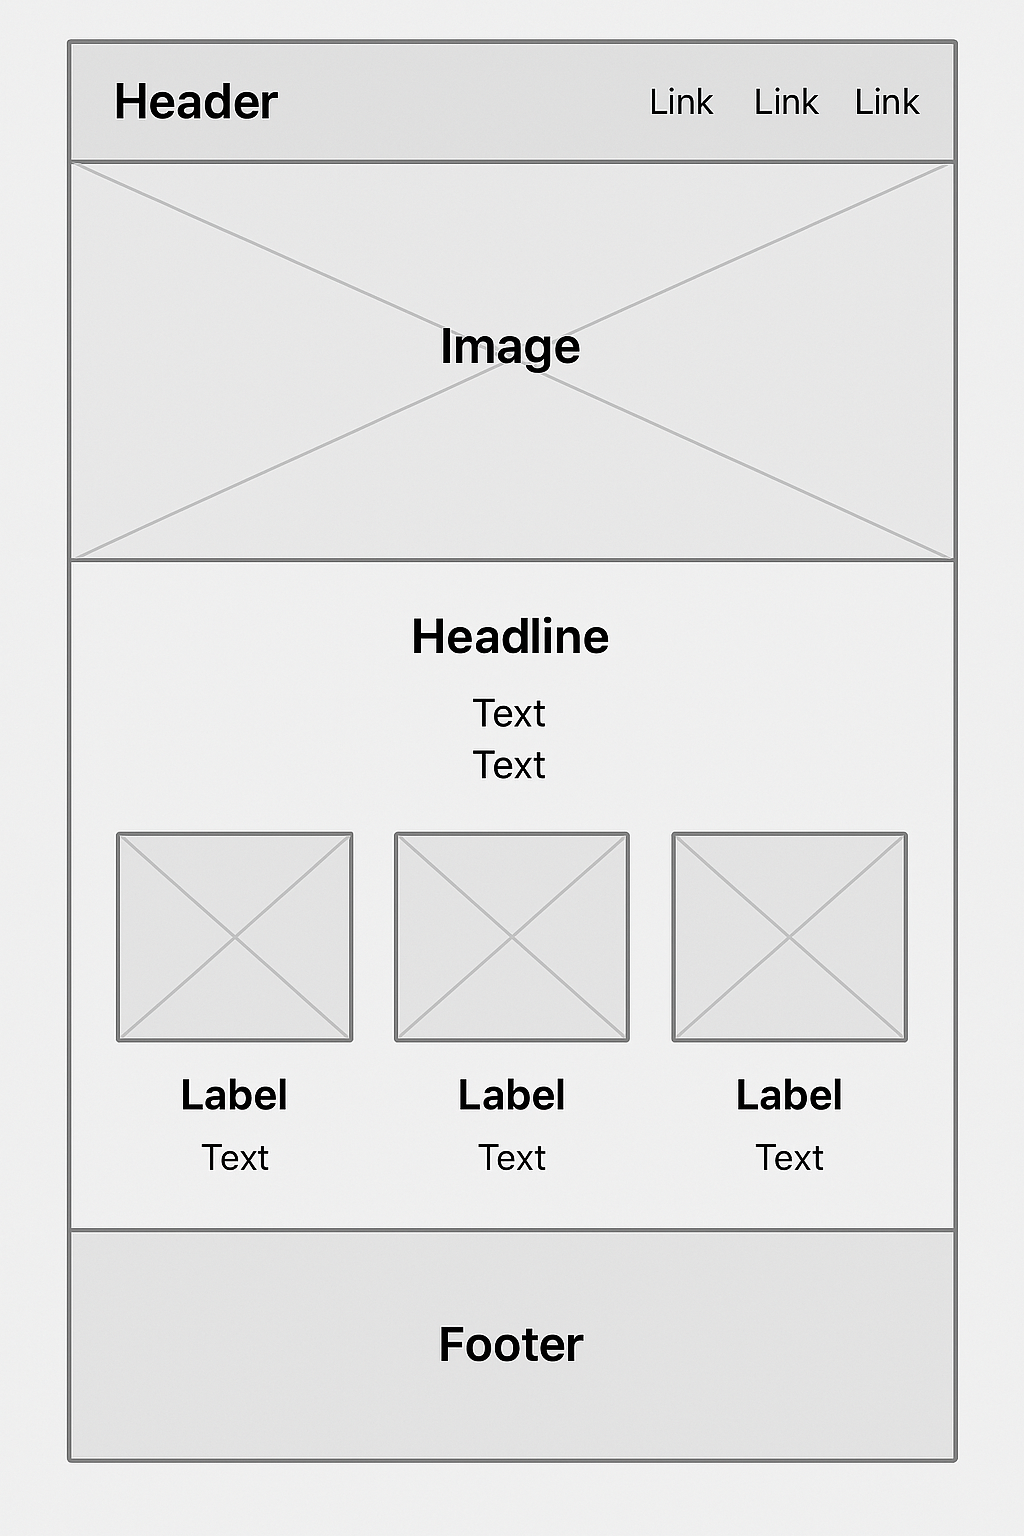 Header Link Link Link
Image
Headline
Text
Text
Label Label Label
Text Text Text
Footer